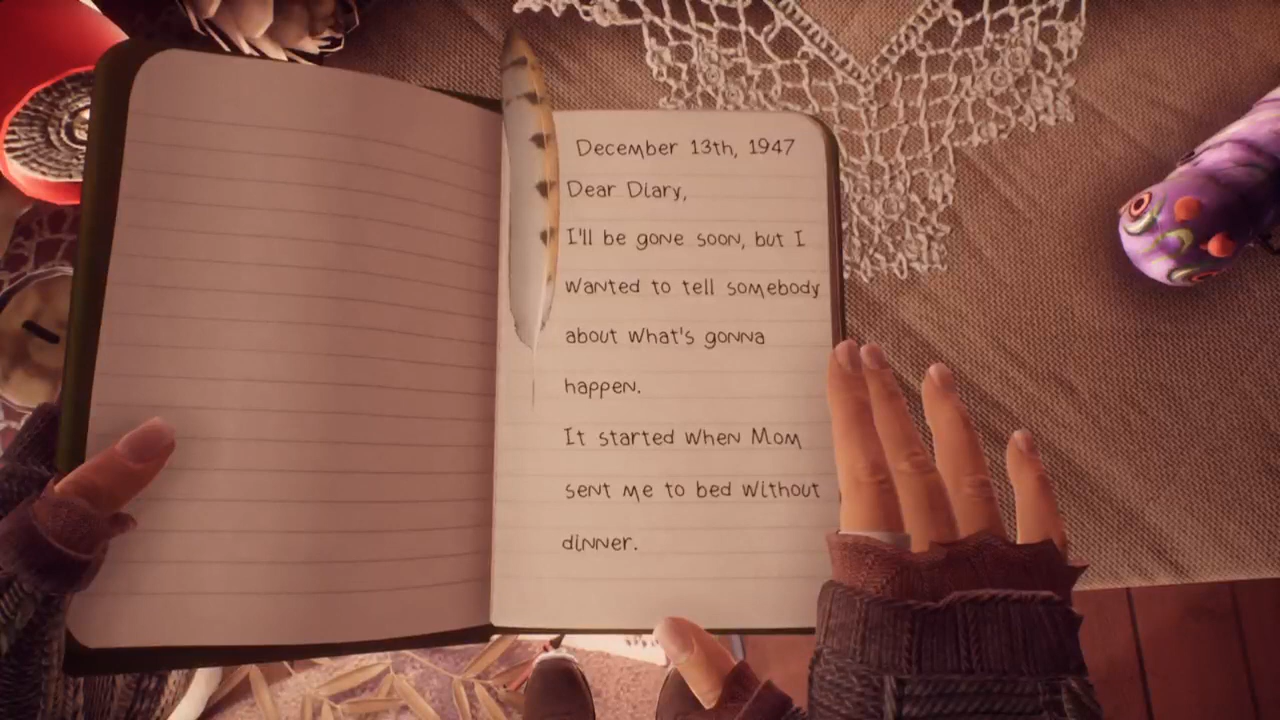 December 13th, 1947
Dear Diary,
I'll be gone soon, but I
wanted to tell somebody
about what's gonna
happen.
It started when Mom
sent me to bed without
dinner.